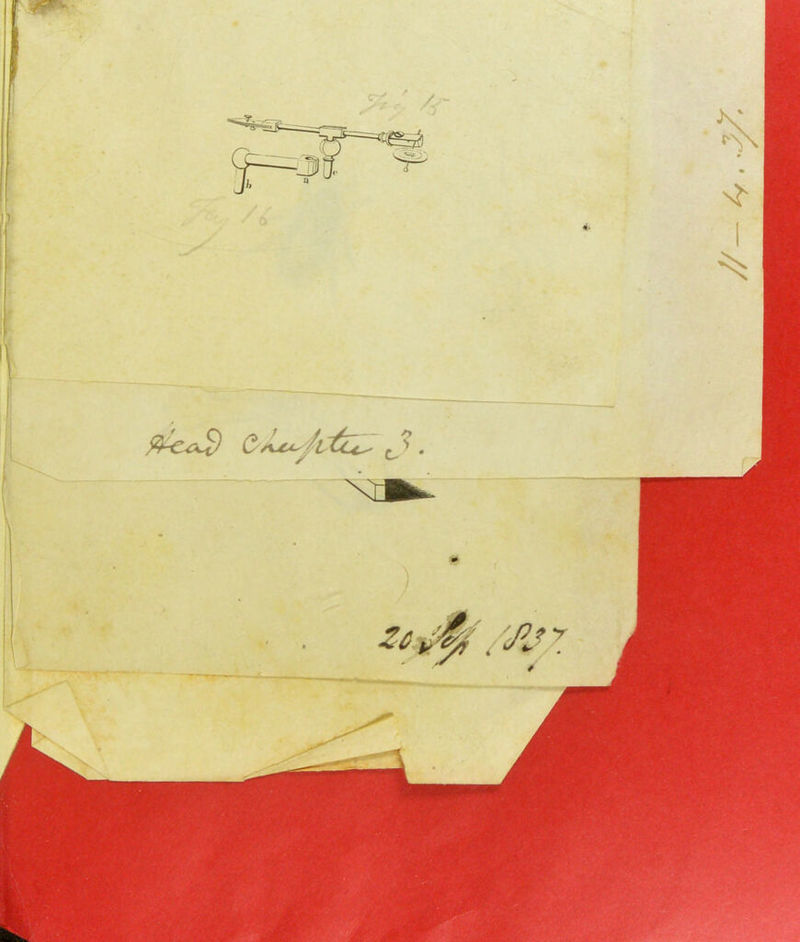 Fig 15
b
a
c
Fig 16
11-4.37.
Head Chapter 3.
20 Sep 1837.